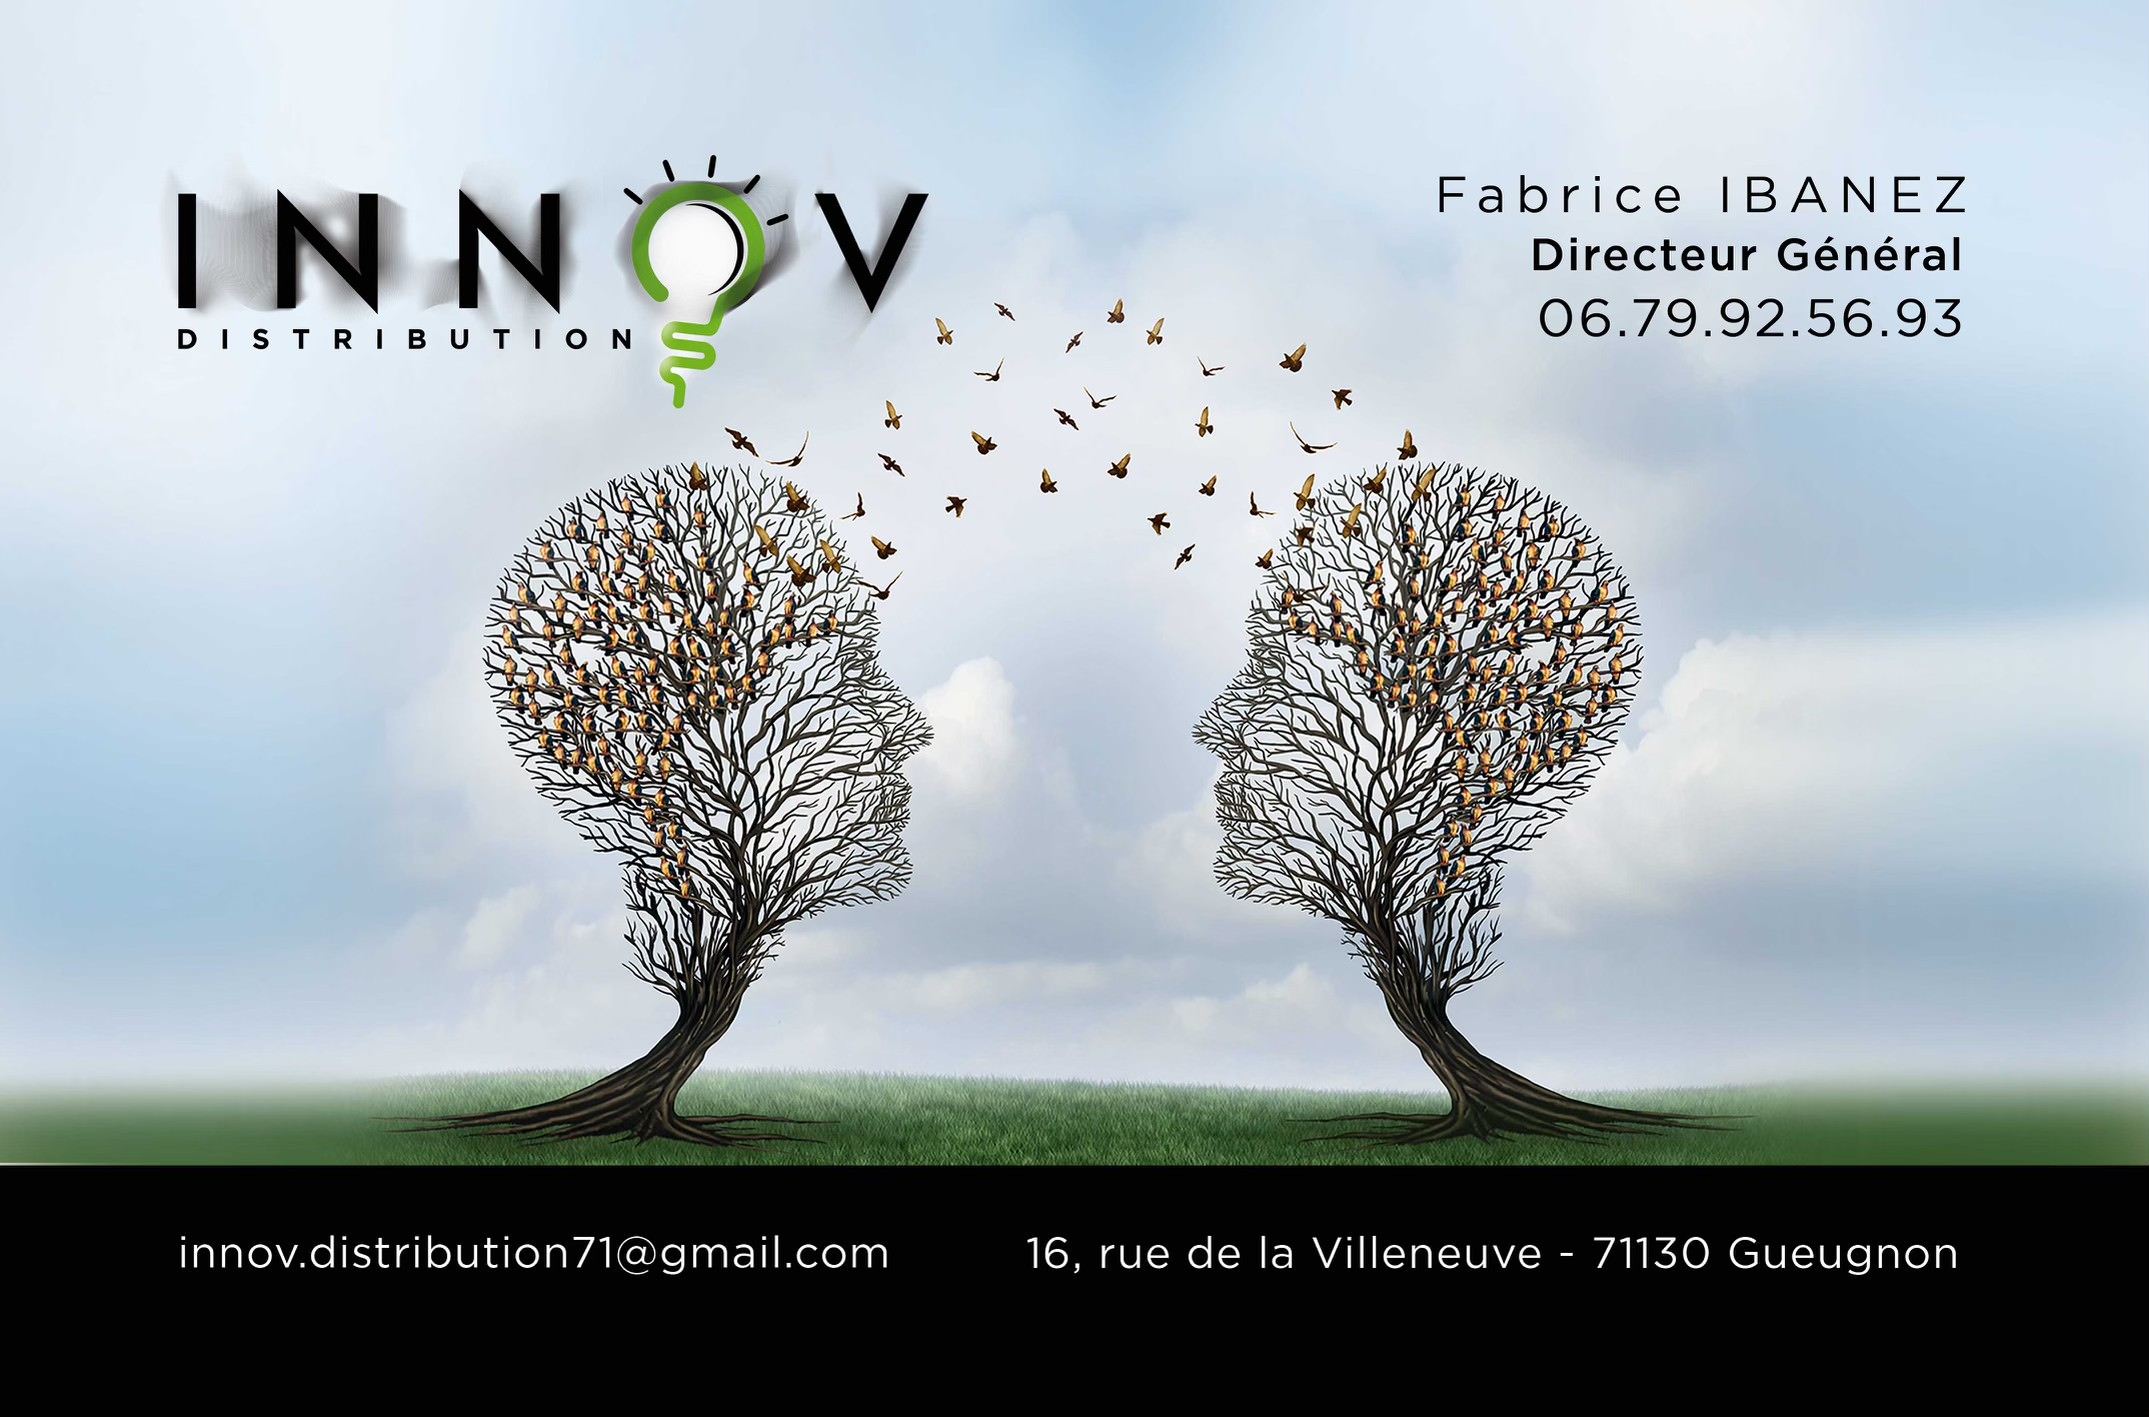 INNOV
DISTRIBUTION
Fabrice IBANEZ
Directeur Général
06.79.92.56.93
innov.distribution71@gmail.com
16, rue de la Villeneuve - 71130 Gueugnon